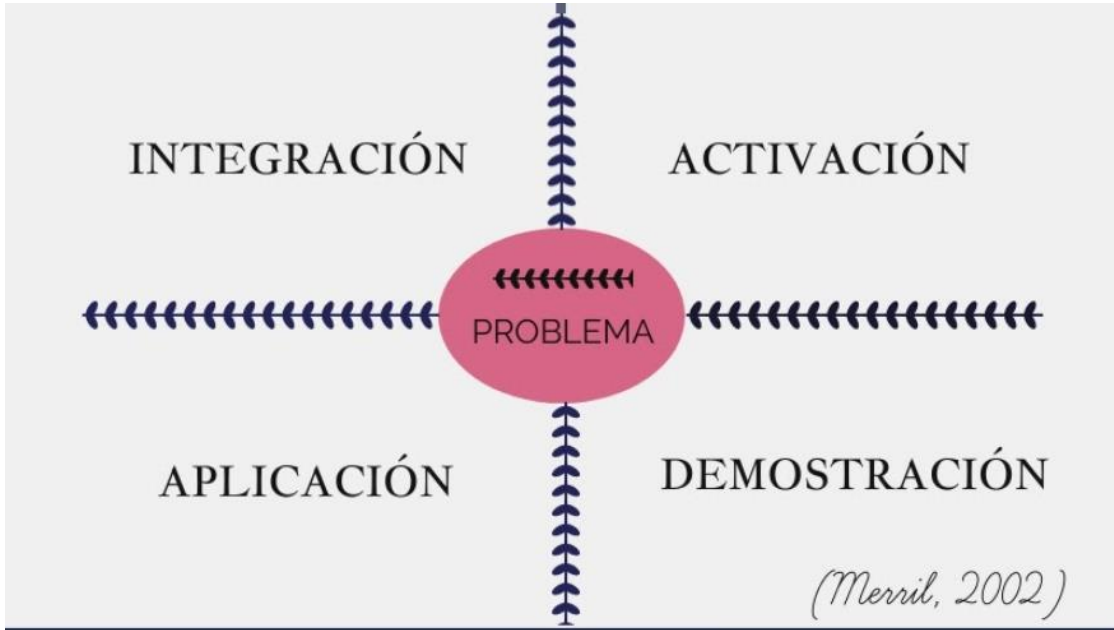 INTEGRACIÓN
ACTIVACIÓN
PROBLEMA
APLICACIÓN
DEMOSTRACIÓN
(Merril, 2002)